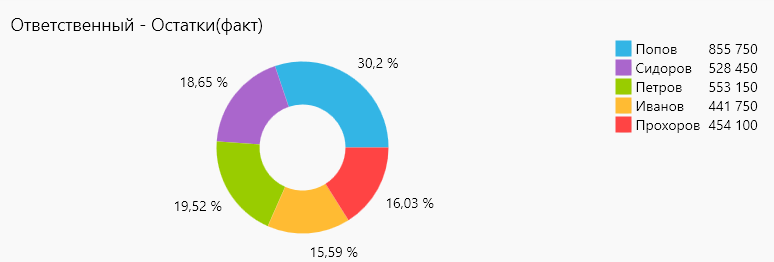 Ответственный - Остатки(факт)
30,2 %
18,65 %
19,52 %
15,59 %
16,03 %
Попов 855 750
Сидоров 528 450
Петров 553 150
Иванов 441 750
Прохоров 454 100